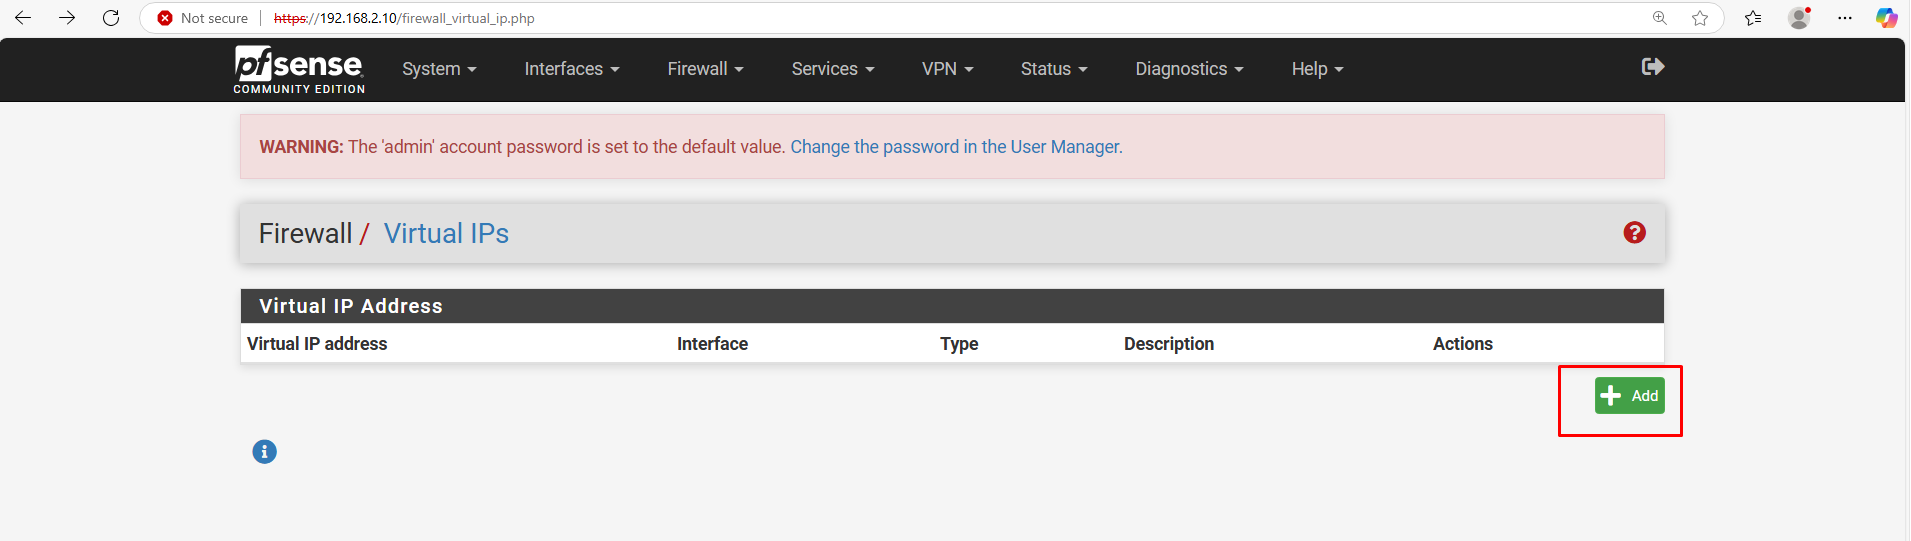 Not secure https://192.168.2.10/firewall_virtual_ip.php
pfsense
COMMUNITY EDITION
System Interfaces Firewall Services VPN Status Diagnostics Help
WARNING: The 'admin' account password is set to the default value. Change the password in the User Manager.
Firewall / Virtual IPs
Virtual IP Address
Virtual IP address Interface Type Description Actions
Add